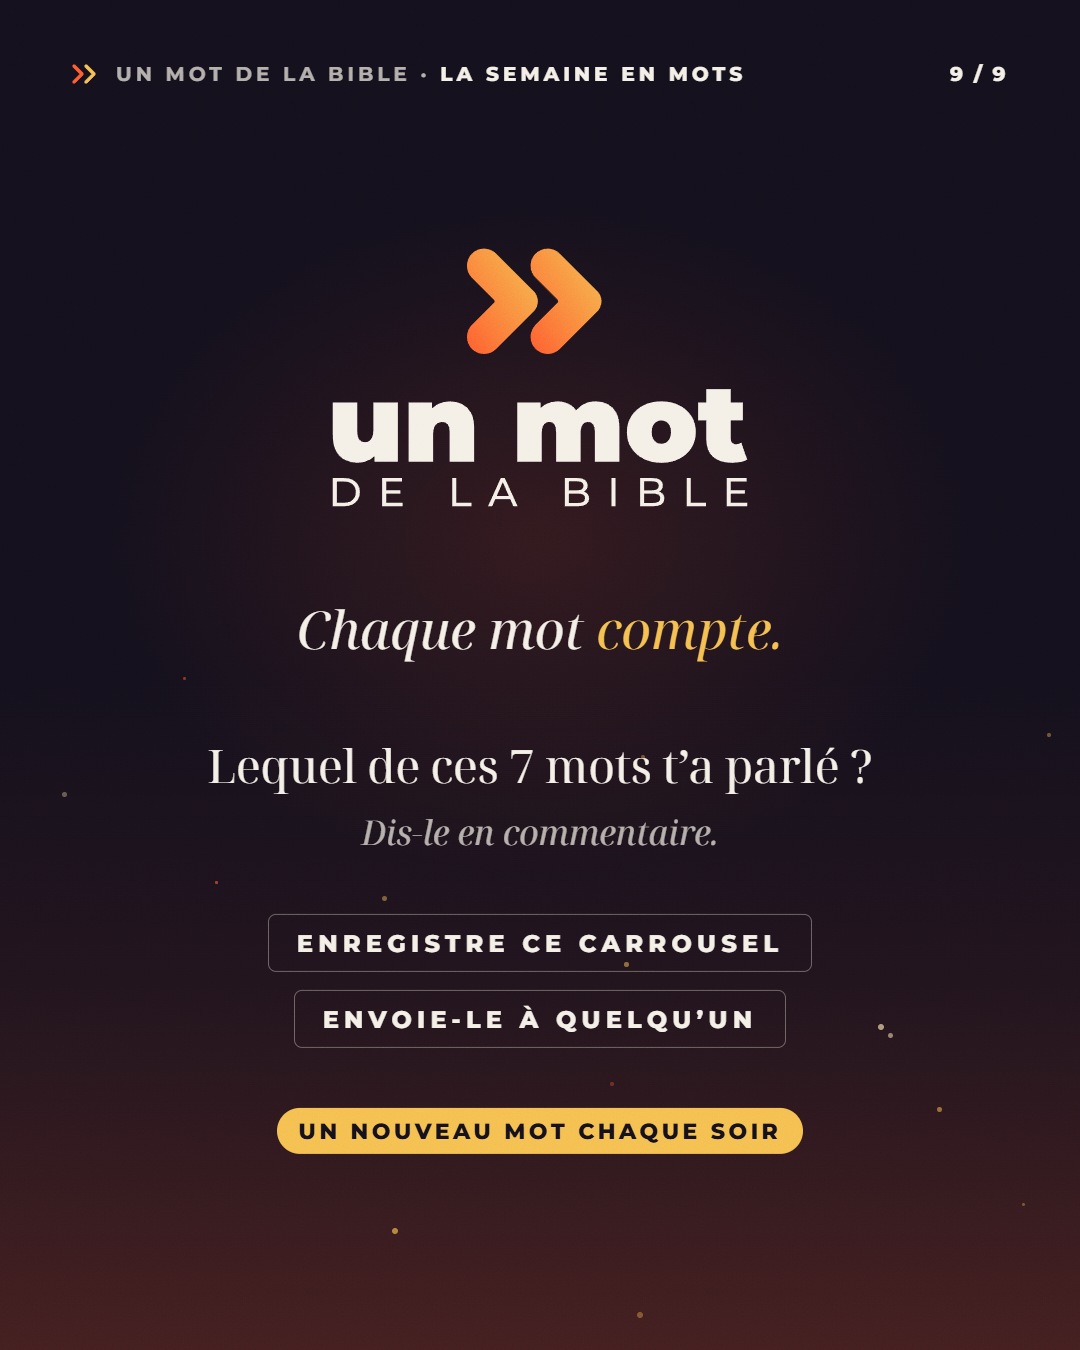 UN MOT DE LA BIBLE · LA SEMAINE EN MOTS 9 / 9
un mot
DE LA BIBLE
Chaque mot compte.
Lequel de ces 7 mots t’a parlé ?
Dis-le en commentaire.
ENREGISTRE CE CARROUSEL
ENVOIE-LE À QUELQU’UN
UN NOUVEAU MOT CHAQUE SOIR